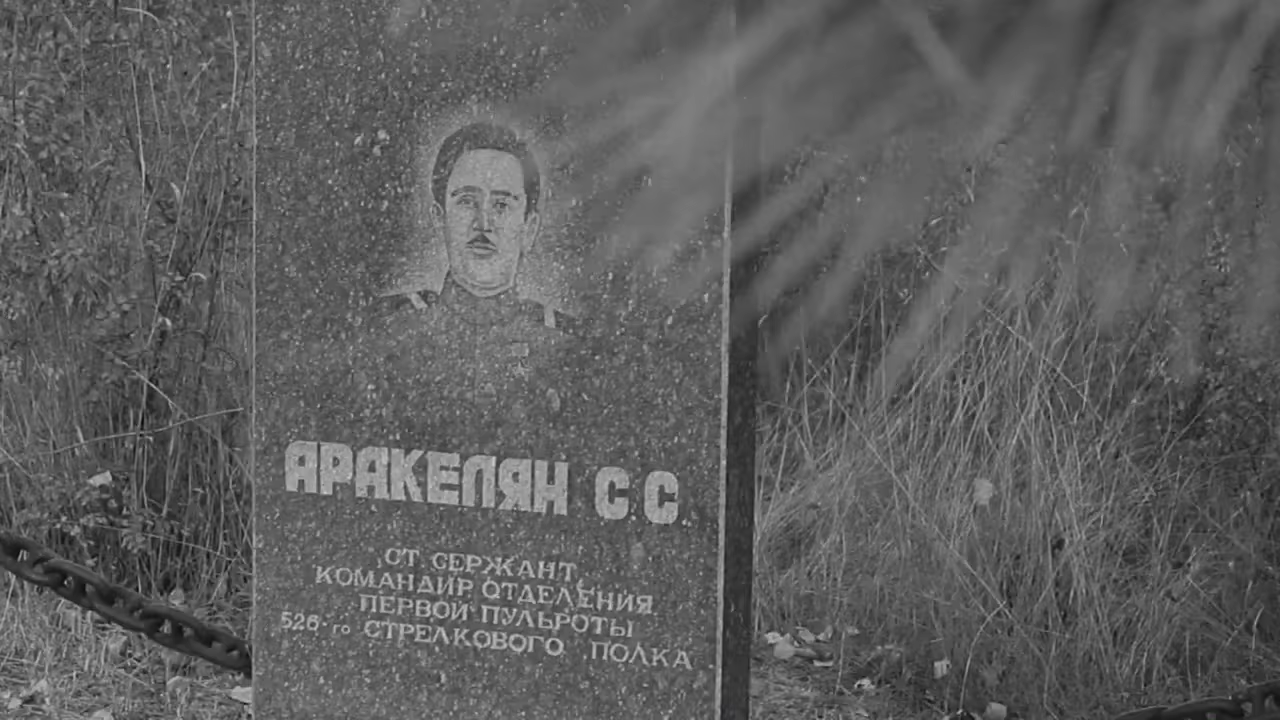 АРАКЕЛЯН С.С.
СТ СЕРЖАНТ,
КОМАНДИР ОТДЕЛЕНИЯ
ПЕРВОЙ ПУЛЬРОТЫ
526-го СТРЕЛКОВОГО ПОЛКА